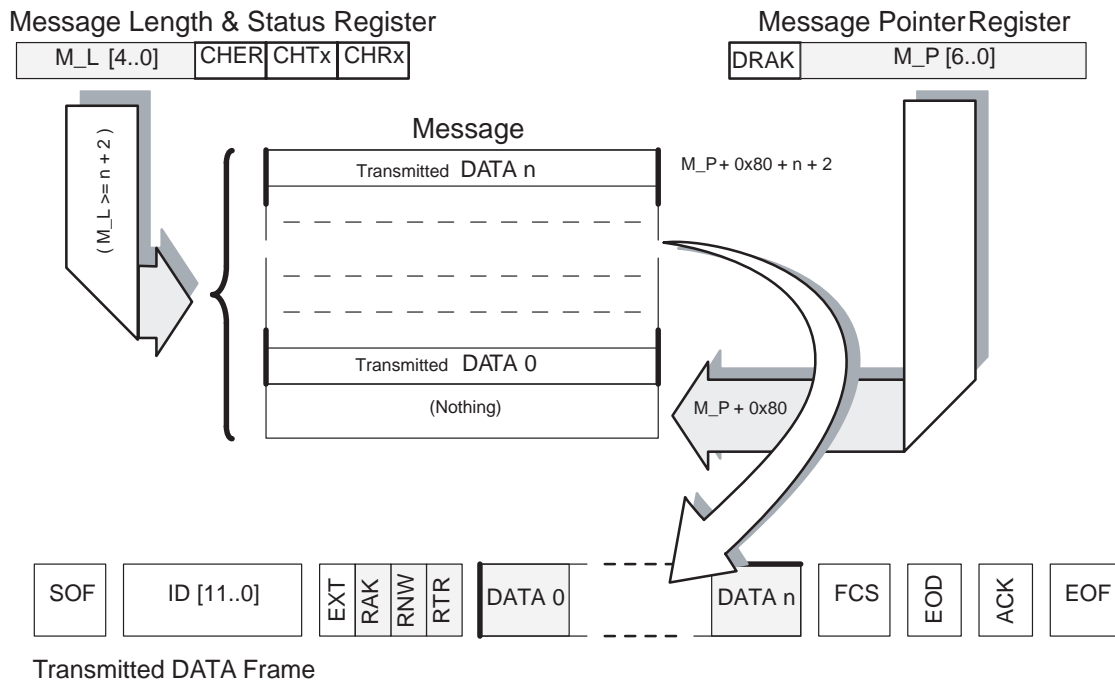 Message Length & Status Register
Message Pointer Register
M_L [4..0] CHER CHTx CHRx
DRAK M_P [6..0]
Message
( M_L >= n + 2 )
Transmitted DATA n
M_P + 0x80 + n + 2
Transmitted DATA 0
(Nothing)
M_P + 0x80
SOF ID [11..0] EXT RAK RNW RTR DATA 0 DATA n FCS EOD ACK EOF
Transmitted DATA Frame